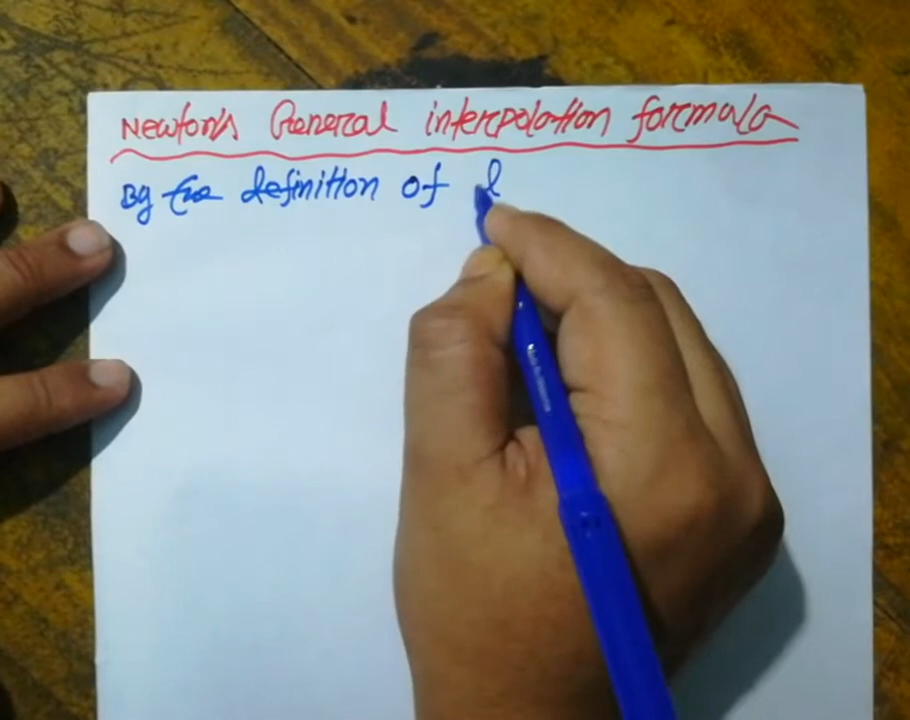 Newton's General interpolation formula
By the definition of d